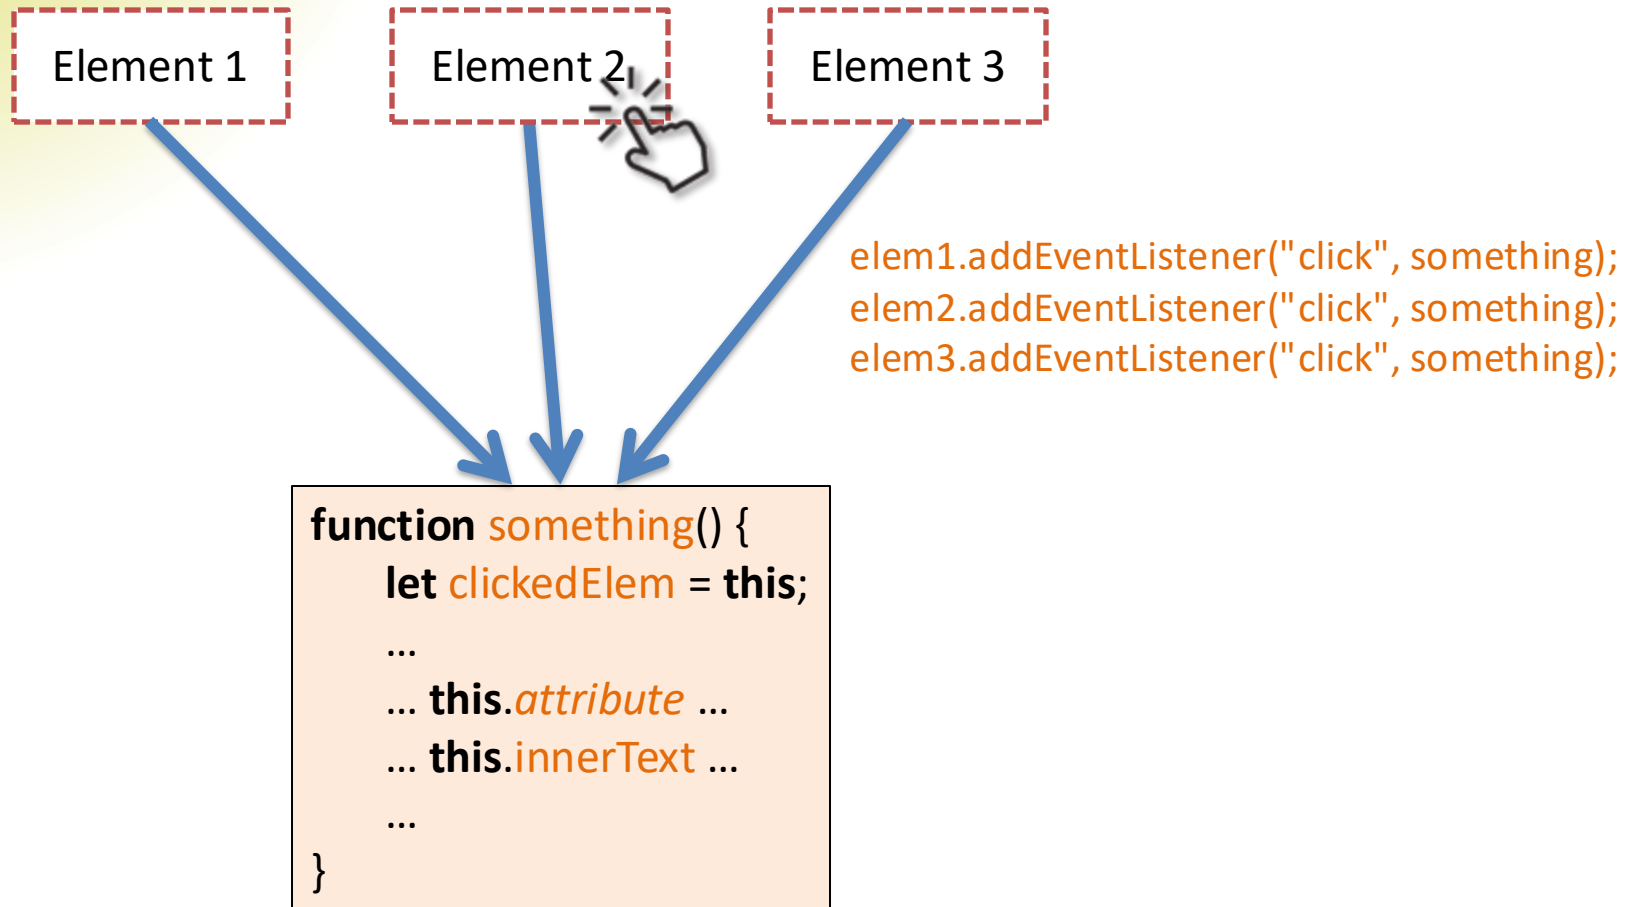 Element 1
Element 2
Element 3
elem1.addEventListener("click", something);
elem2.addEventListener("click", something);
elem3.addEventListener("click", something);
function something() {
let clickedElem = this;
...
... this.attribute ...
... this.innerText ...
...
}